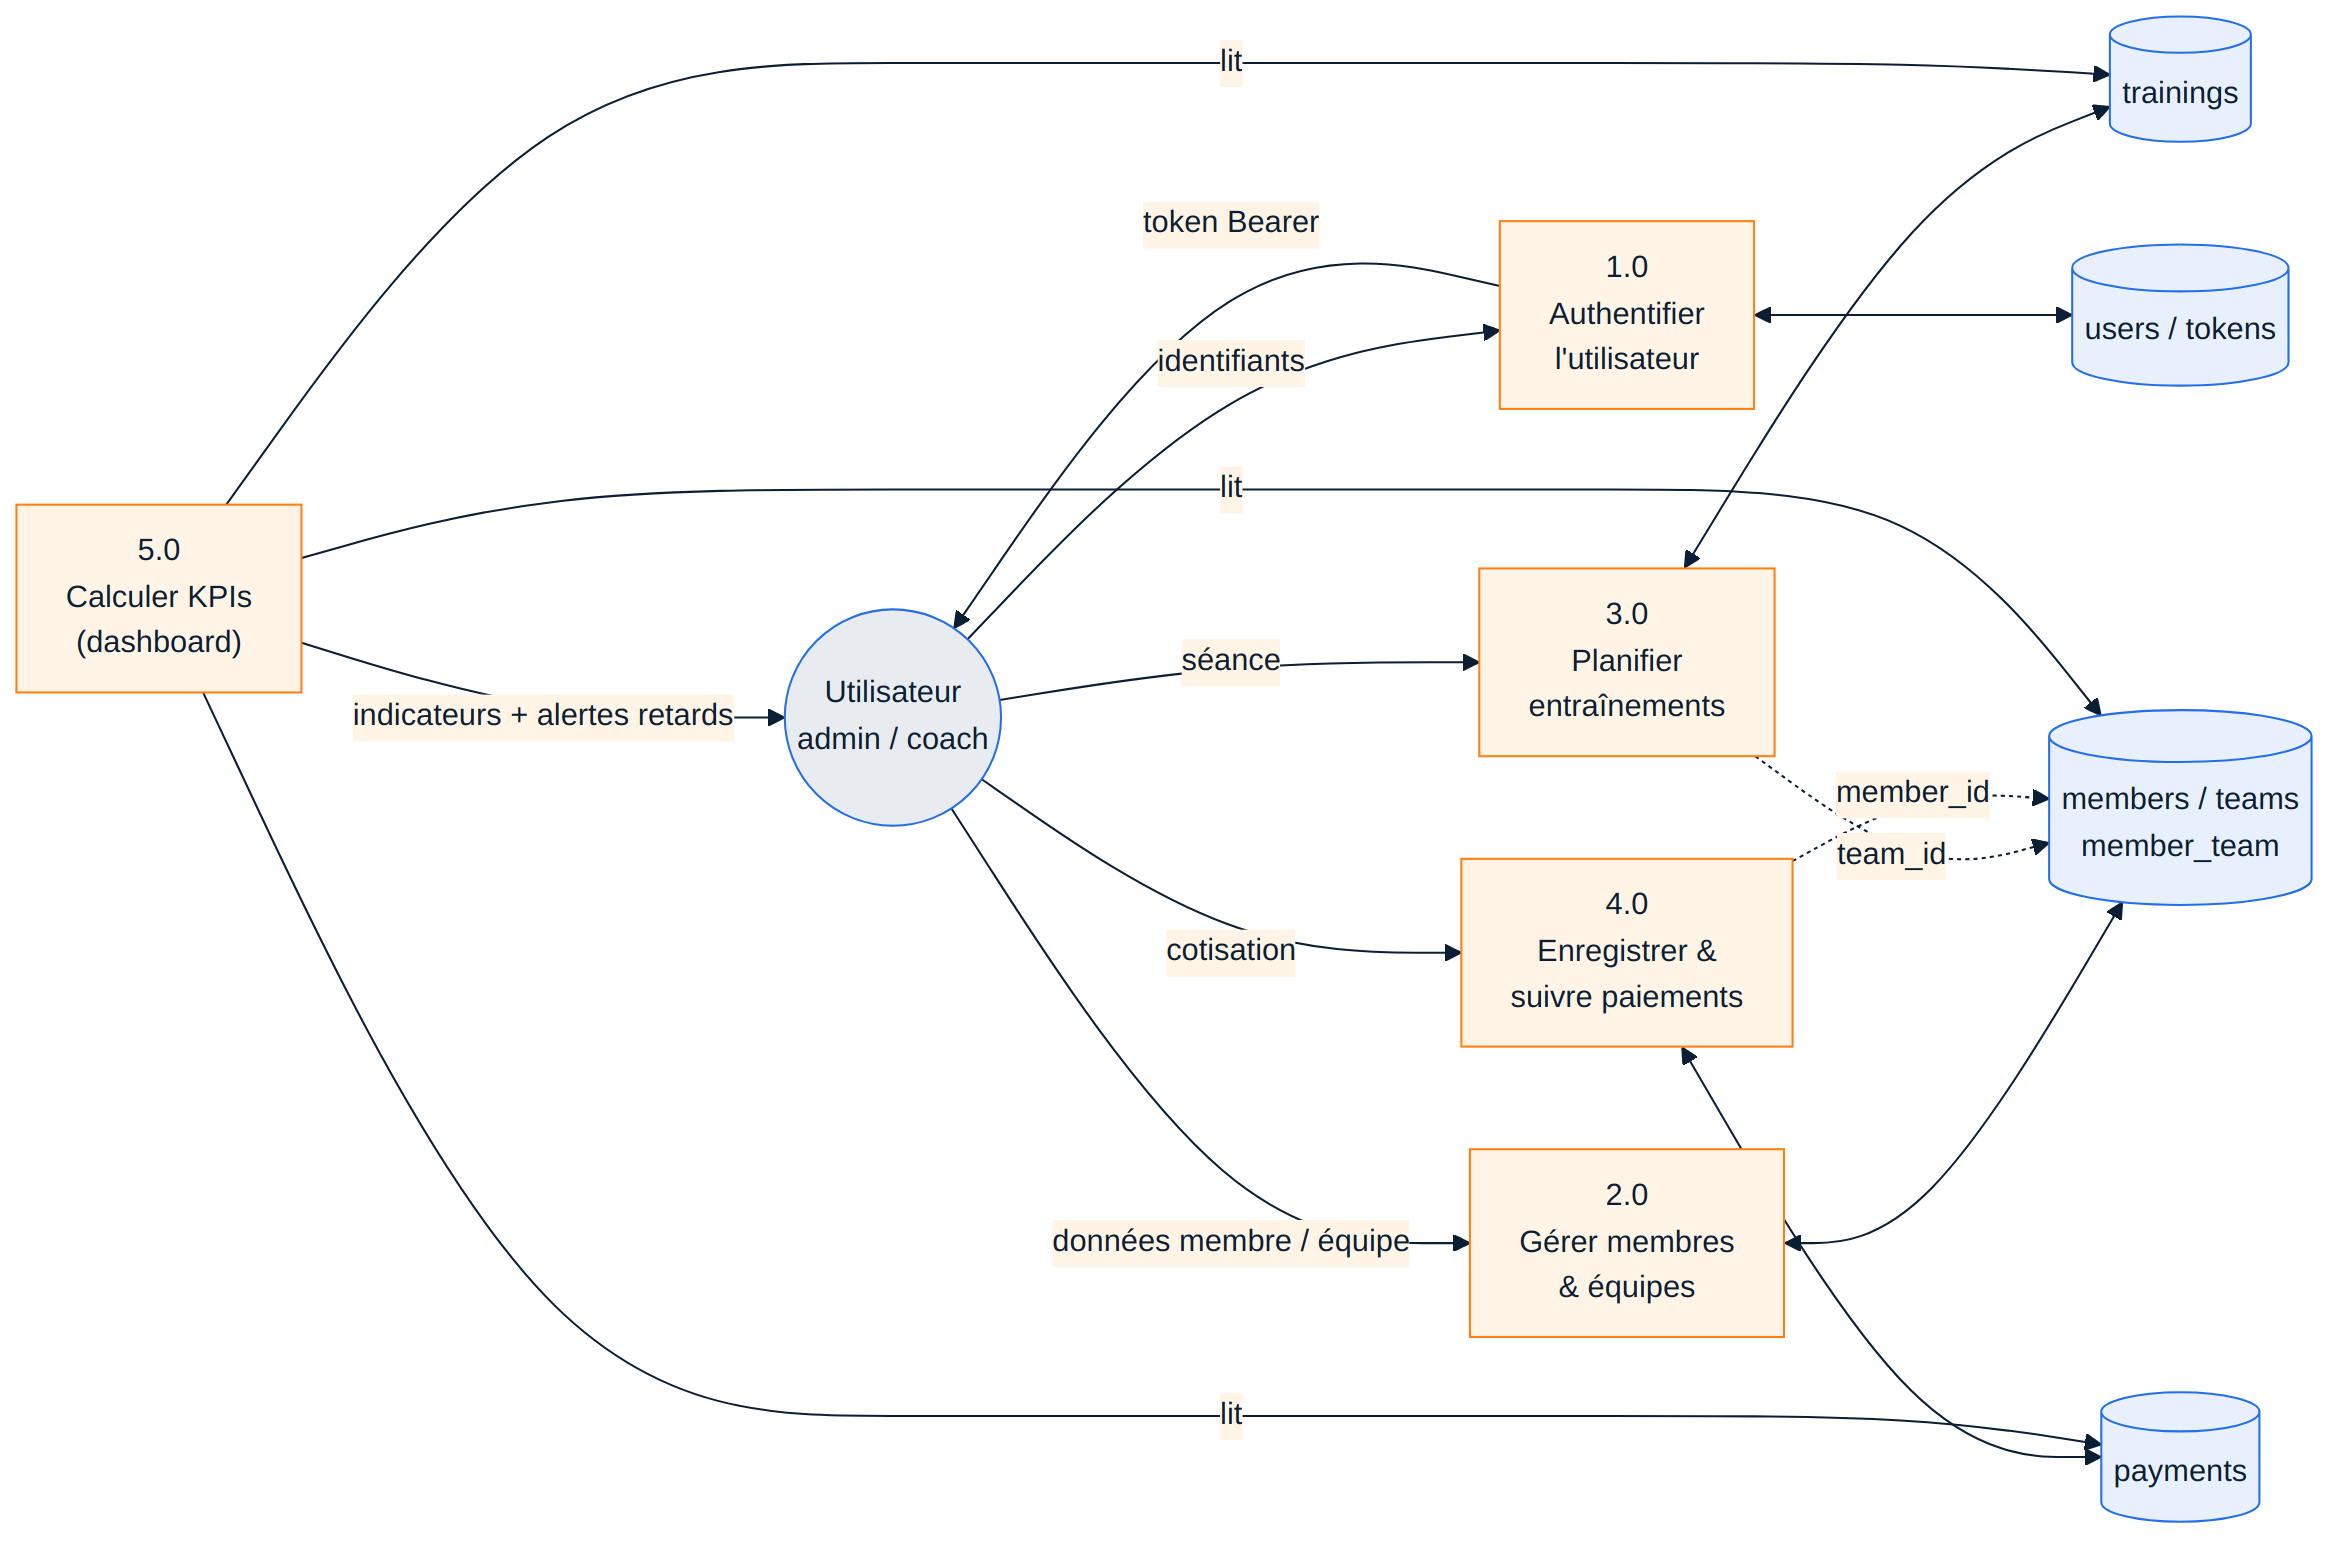 lit
trainings
token Bearer
1.0
Authentifier
l'utilisateur
users / tokens
identifiants
lit
5.0
Calculer KPIs
(dashboard)
indicateurs + alertes retards
Utilisateur
admin / coach
séance
3.0
Planifier
entraînements
member_id
team_id
members / teams
member_team
cotisation
4.0
Enregistrer &
suivre paiements
données membre / équipe
2.0
Gérer membres
& équipes
lit
payments